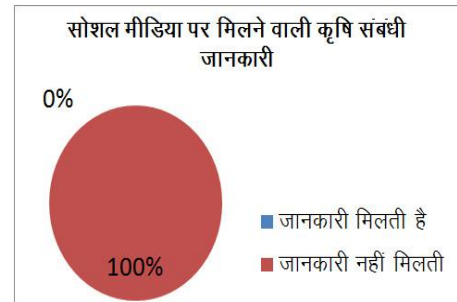 सोशल मीडिया पर मिलने वाली कृषि संबंधी
जानकारी
0%
100%
जानकारी मिलती है
जानकारी नहीं मिलती